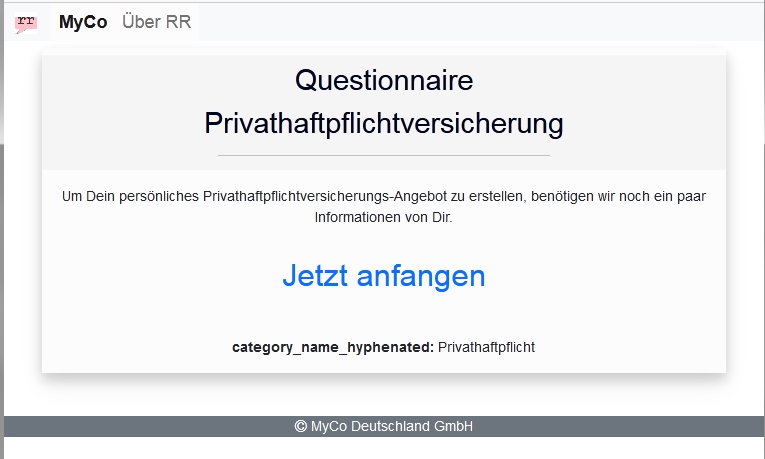 rr MyCo Über RR
Questionnaire
Privathaftpflichtversicherung
Um Dein persönliches Privathaftpflichtversicherungs-Angebot zu erstellen, benötigen wir noch ein paar
Informationen von Dir.
Jetzt anfangen
category_name_hyphenated: Privathaftpflicht
© MyCo Deutschland GmbH